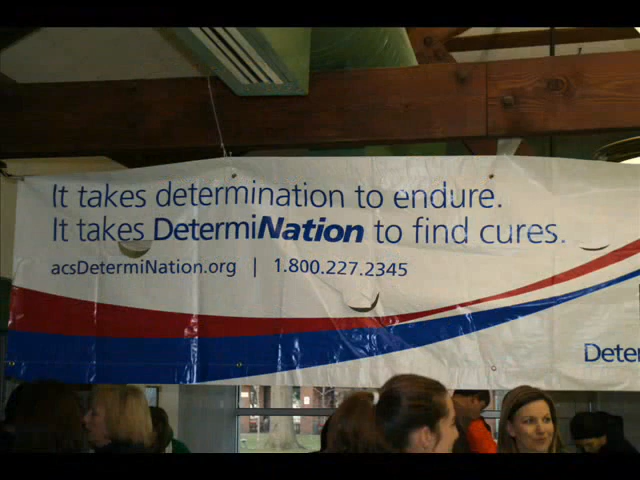 It takes determination to endure.
It takes DetermiNation to find cures.
acsDetermiNation.org | 1.800.227.2345